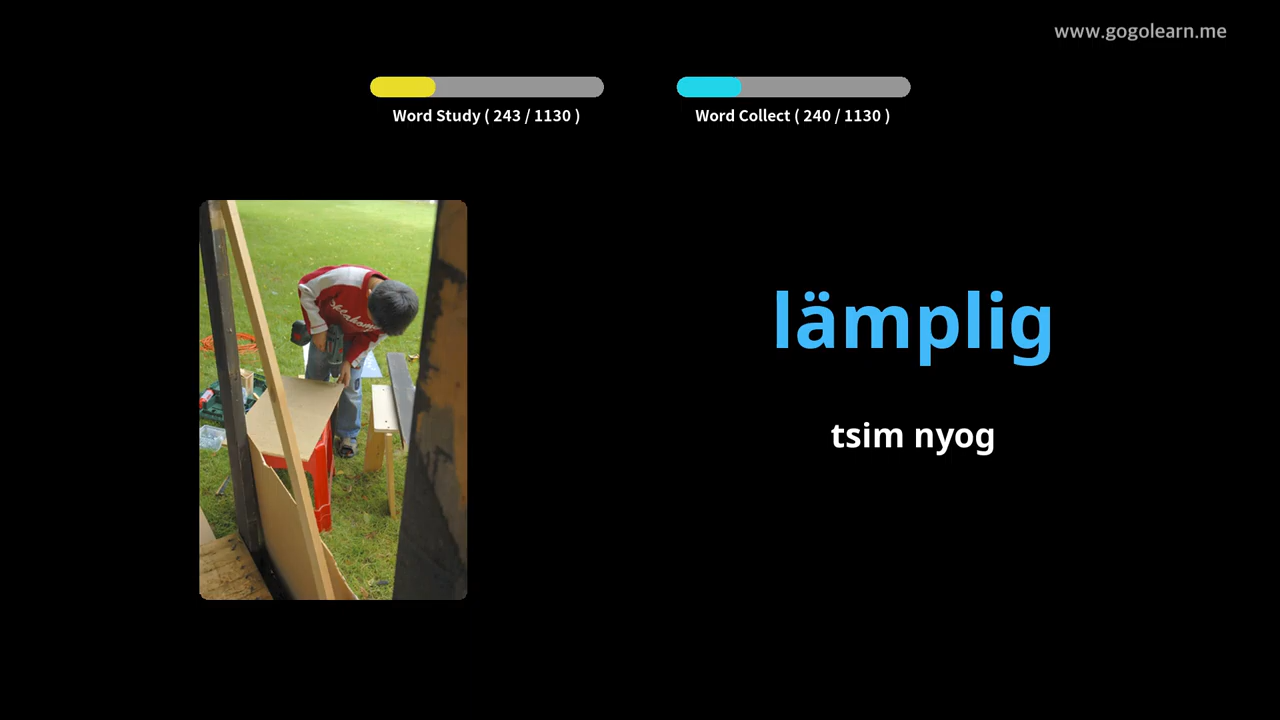 www.gogolearn.me
Word Study ( 243 / 1130 )
Word Collect ( 240 / 1130 )
lämplig
tsim nyog